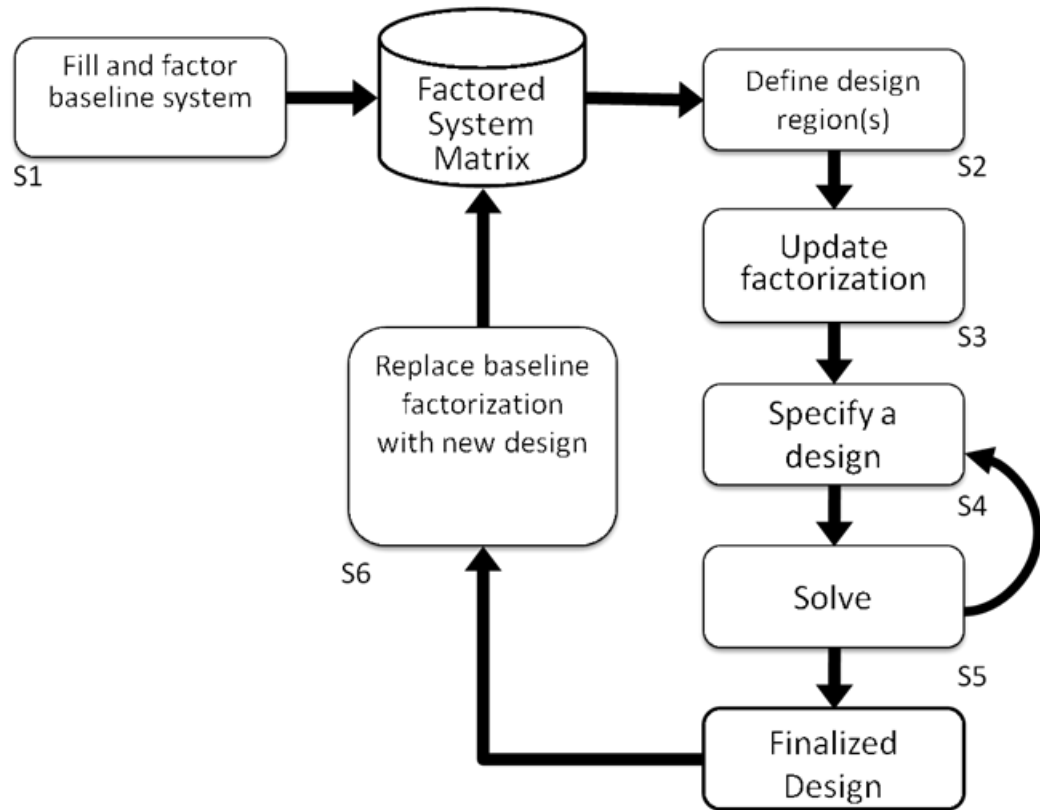 Fill and factor
baseline system
S1
Factored
System
Matrix
Define design
region(s)
S2
Update
factorization
S3
Specify a
design
S4
Solve
S5
Finalized
Design
Replace baseline
factorization
with new design
S6